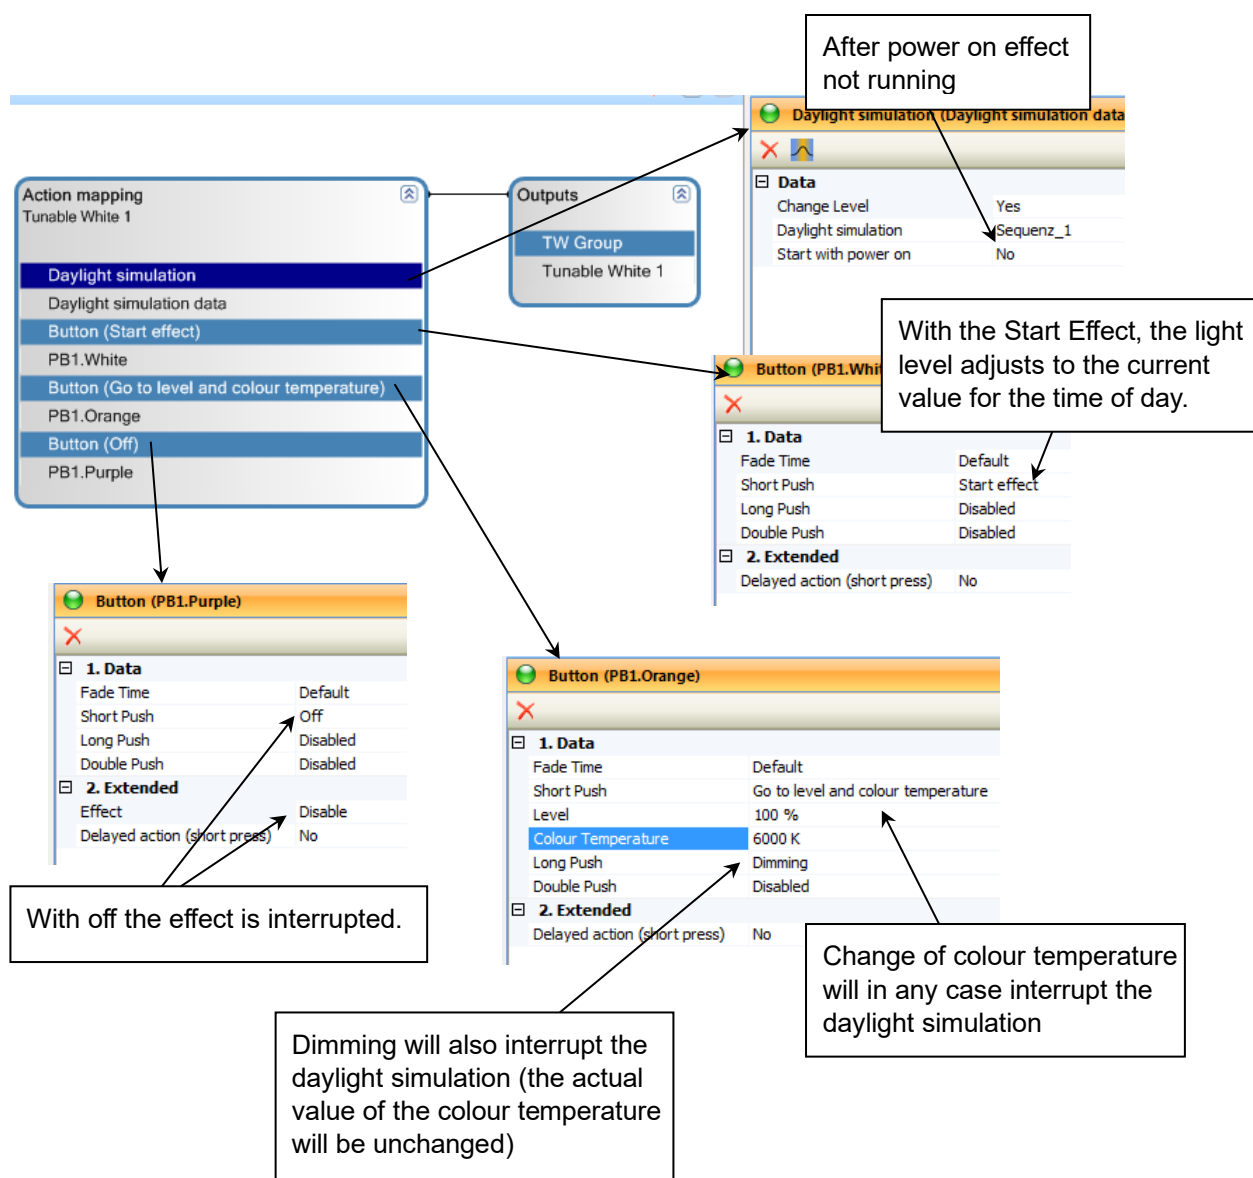 After power on effect
not running
Daylight simulation (Daylight simulation data
Data
Change Level Yes
Daylight simulation Sequenz_1
Start with power on No
Action mapping
Tunable White 1
Daylight simulation
Daylight simulation data
Button (Start effect)
PB1.White
Button (Go to level and colour temperature)
PB1.Orange
Button (Off)
PB1.Purple
Outputs
TW Group
Tunable White 1
With the Start Effect, the light
level adjusts to the current
value for the time of day.
Button (PB1.Whit
1. Data
Fade Time Default
Short Push Start effect
Long Push Disabled
Double Push Disabled
2. Extended
Delayed action (short press) No
Button (PB1.Purple)
1. Data
Fade Time Default
Short Push Off
Long Push Disabled
Double Push Disabled
2. Extended
Effect Disable
Delayed action (short press) No
With off the effect is interrupted.
Button (PB1.Orange)
1. Data
Fade Time Default
Short Push Go to level and colour temperature
Level 100 %
Colour Temperature 6000 K
Long Push Dimming
Double Push Disabled
2. Extended
Delayed action (short press) No
Change of colour temperature
will in any case interrupt the
daylight simulation
Dimming will also interrupt the
daylight simulation (the actual
value of the colour temperature
will be unchanged)